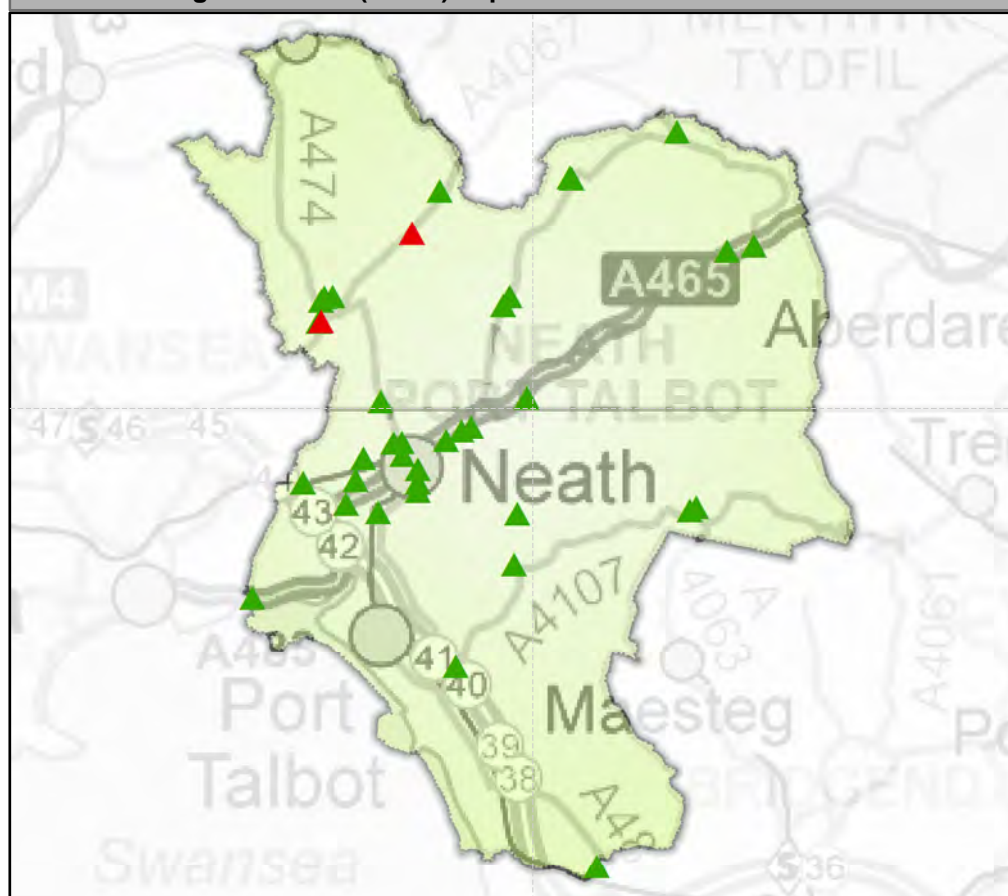 MERTHYR
TYDFIL
A4067
A474
A465
M4
SWANSEA
NEATH
PORT TALBOT
Aberdare
47 S 46 45
Neath
43
42
A4107
A4063
A4061
A483
41
40
Port
Talbot
Maesteg
39
38
BRIDGEND
A48
Swansea
S 36